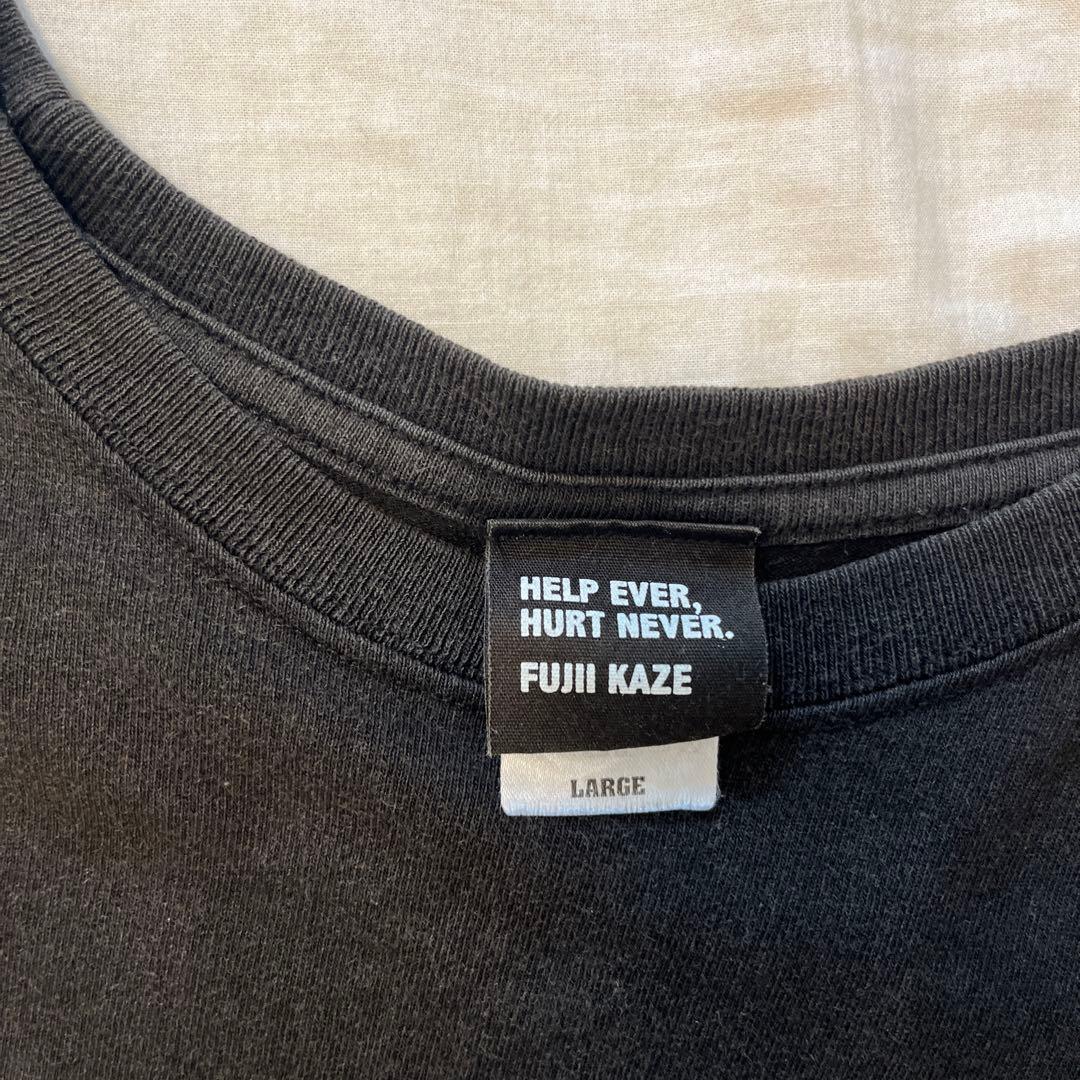 HELP EVER,
HURT NEVER.
FUJII KAZE
LARGE